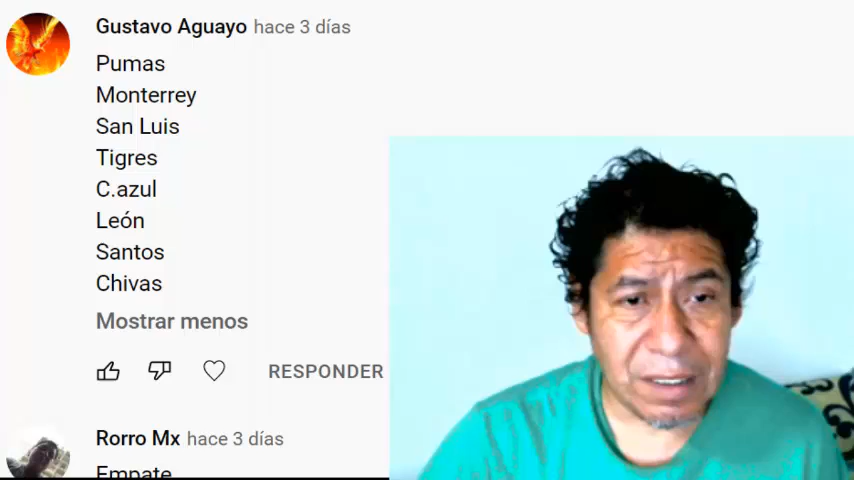 Gustavo Aguayo hace 3 días
Pumas
Monterrey
San Luis
Tigres
C.azul
León
Santos
Chivas
Mostrar menos
RESPONDER
Rorro Mx hace 3 días
Empate